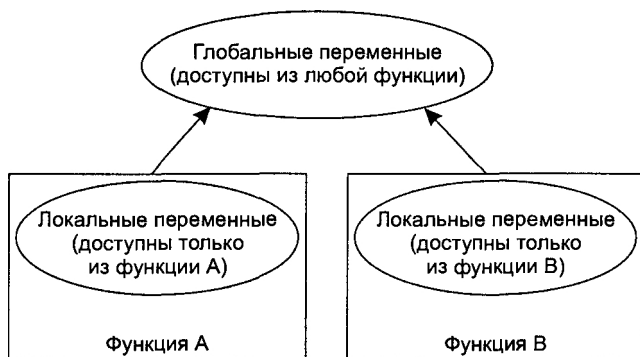 Глобальные переменные
(доступны из любой функции)
Локальные переменные
(доступны только
из функции А)
Функция А
Локальные переменные
(доступны только
из функции В)
Функция В